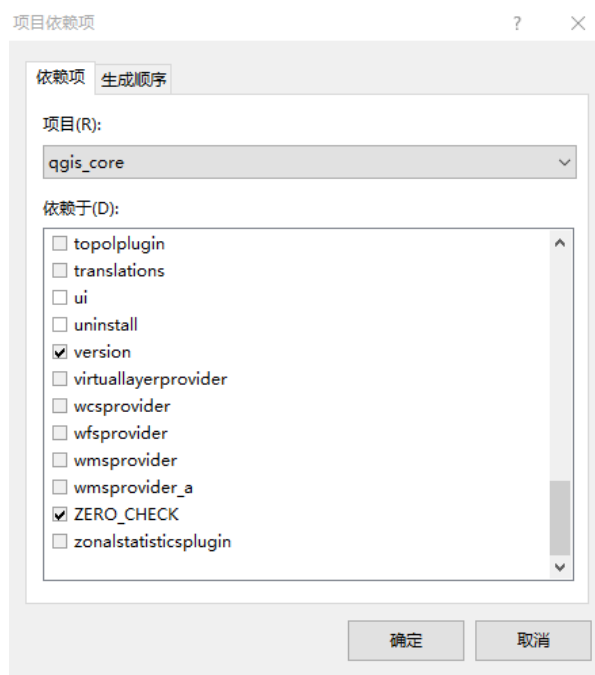 项目依赖项
依赖项 生成顺序
项目(R):
qgis_core
依赖于(D):
topolplugin
translations
ui
uninstall
version
virtuallayerprovider
wcsprovider
wfsprovider
wmsprovider
wmsprovider_a
ZERO_CHECK
zonalstatisticsplugin
确定 取消